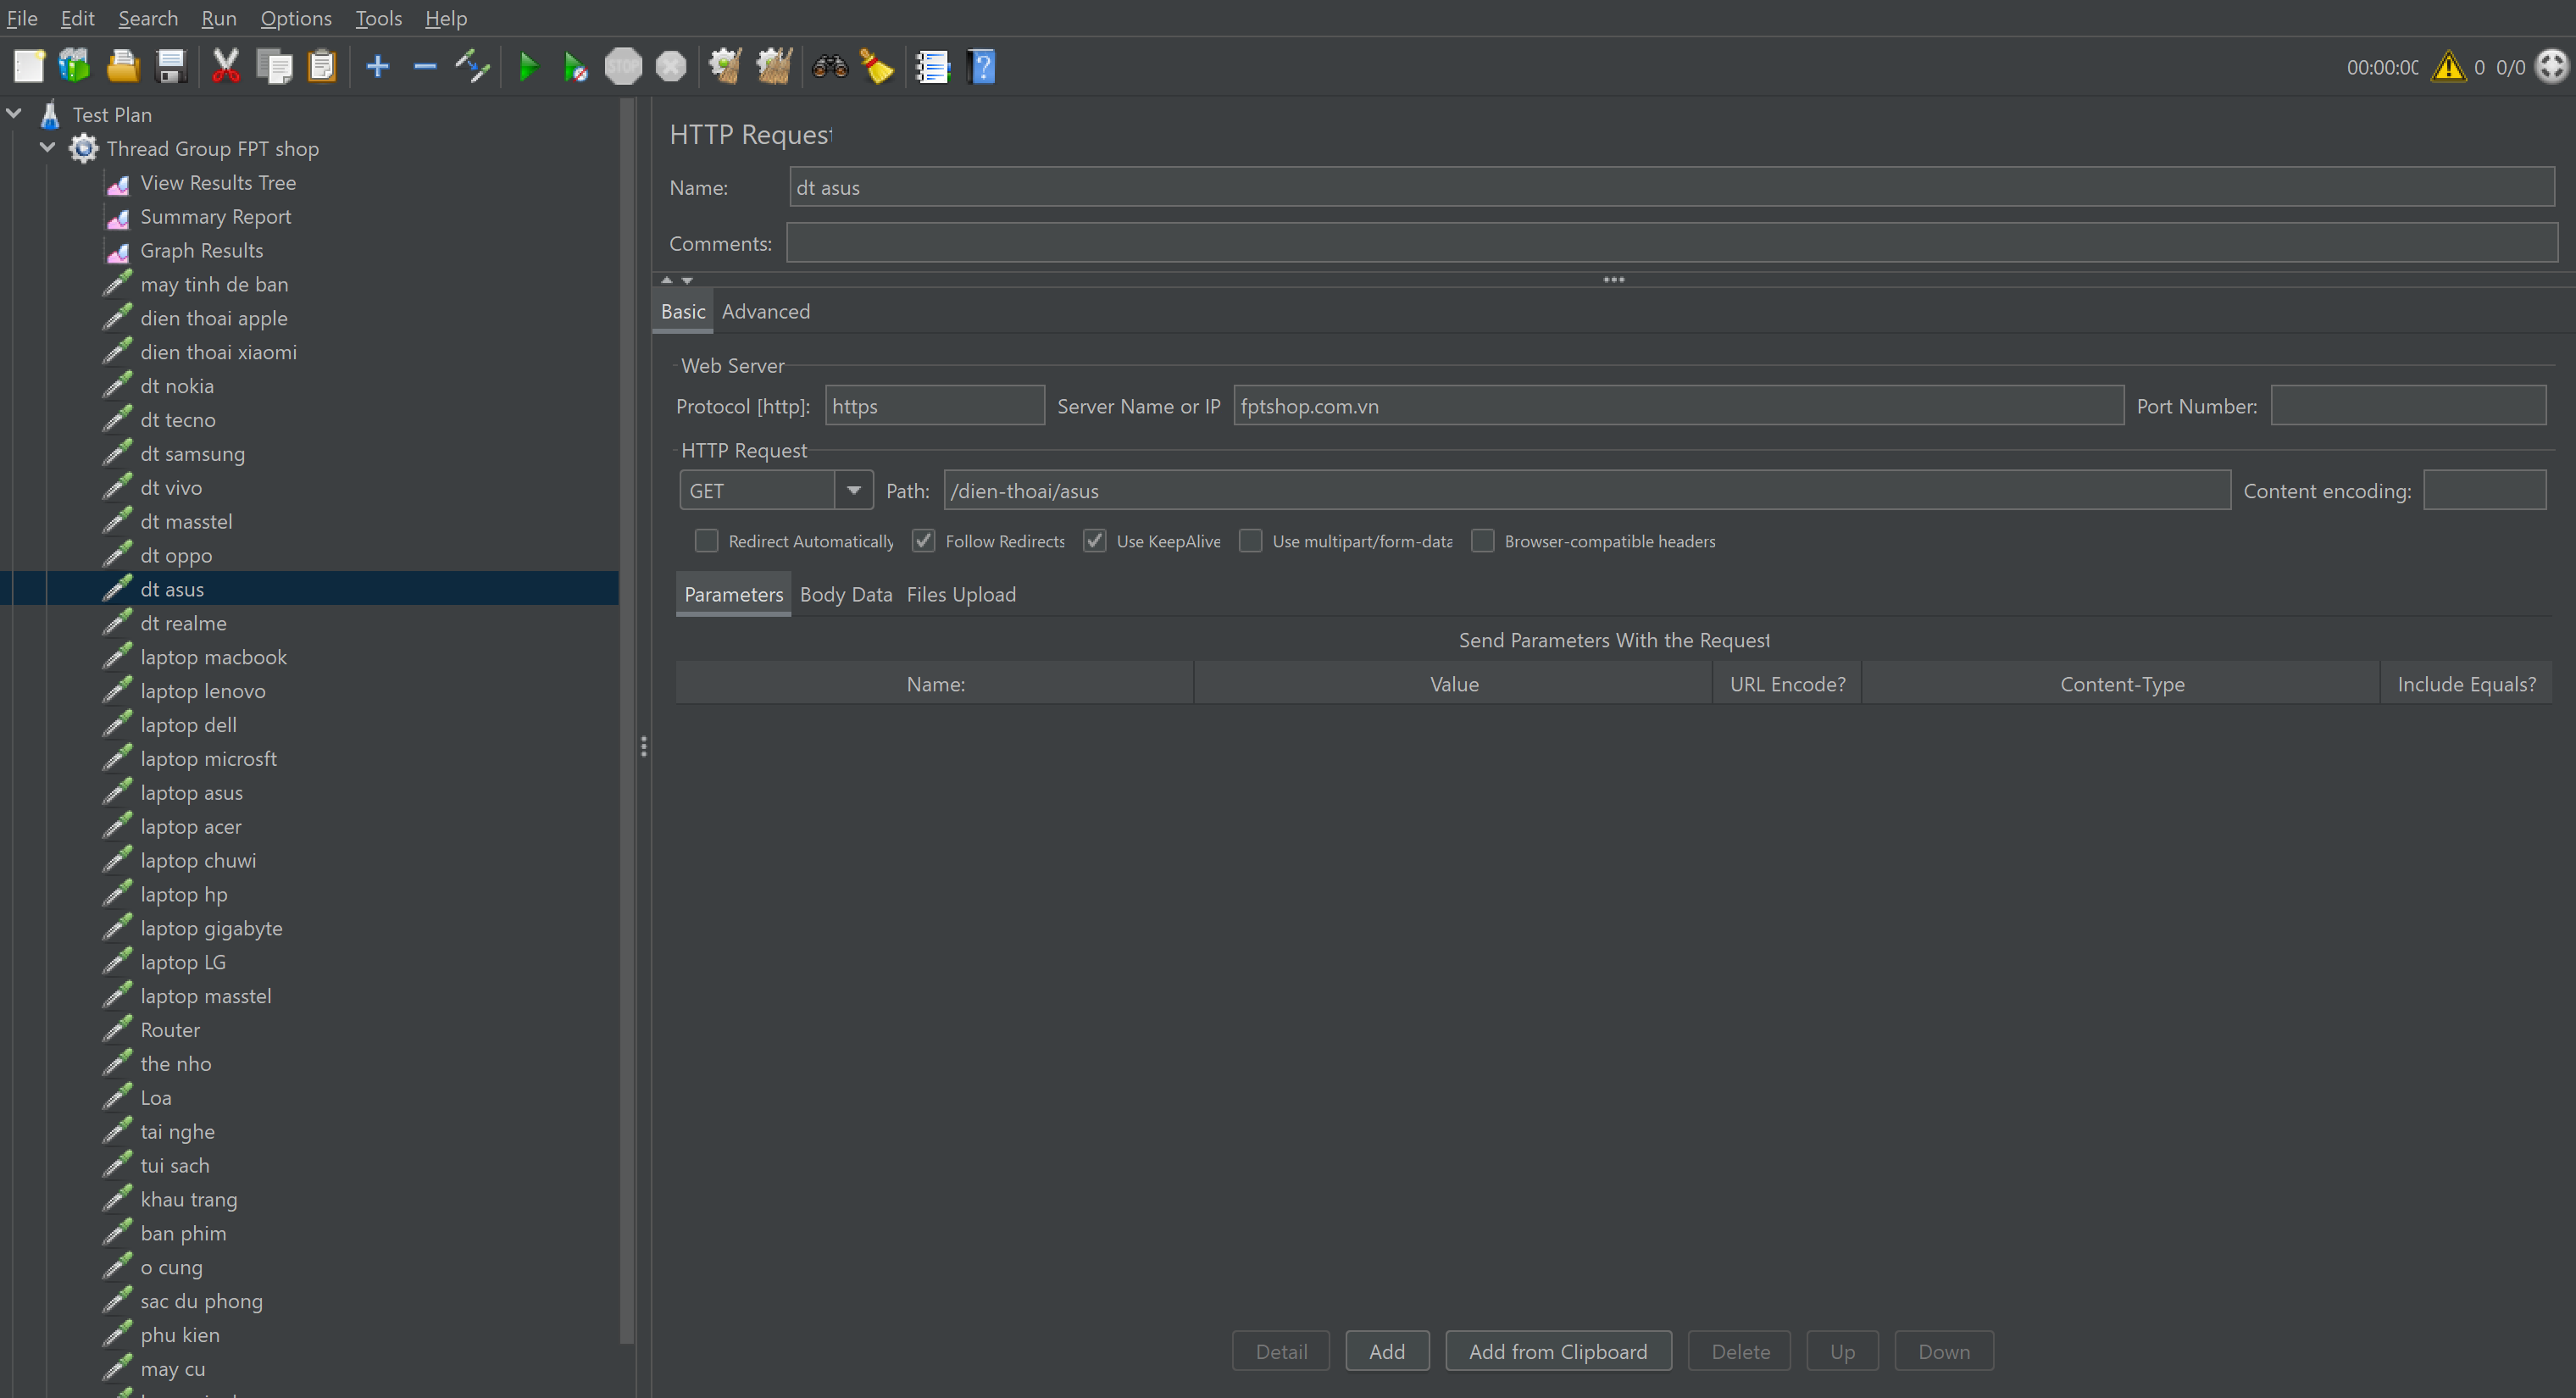 File Edit Search Run Options Tools Help
STOP
00:00:00 0 0/0
Test Plan
Thread Group FPT shop
View Results Tree
Summary Report
Graph Results
may tinh de ban
dien thoai apple
dien thoai xiaomi
dt nokia
dt tecno
dt samsung
dt vivo
dt masstel
dt oppo
dt asus
dt realme
laptop macbook
laptop lenovo
laptop dell
laptop microsft
laptop asus
laptop acer
laptop chuwi
laptop hp
laptop gigabyte
laptop LG
laptop masstel
Router
the nho
Loa
tai nghe
tui sach
khau trang
ban phim
o cung
sac du phong
phu kien
may cu
HTTP Request
Name: dt asus
Comments:
Basic Advanced
Web Server
Protocol [http]: https Server Name or IP fptshop.com.vn Port Number:
HTTP Request
GET Path: /dien-thoai/asus Content encoding:
Redirect Automatically Follow Redirects Use KeepAlive Use multipart/form-data Browser-compatible headers
Parameters Body Data Files Upload
Send Parameters With the Request
Name: Value URL Encode? Content-Type Include Equals?
Detail Add Add from Clipboard Delete Up Down